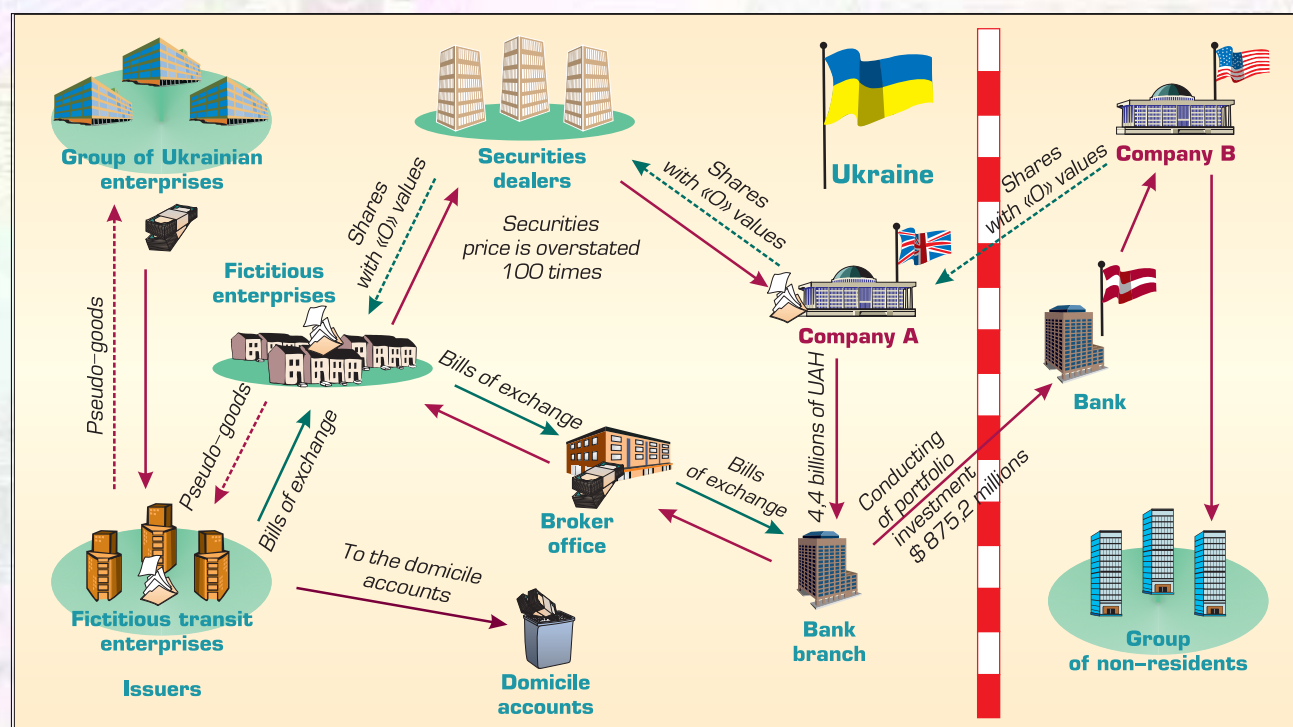 Group of Ukrainian
enterprises
Securities
dealers
Ukraine
Company B
Shares
with «O» values
Shares
with «O» values
Shares
with «O» values
Securities
price is overstated
100 times
Fictitious
enterprises
Company A
Bank
Pseudo-goods
Pseudo-goods
Bills of exchange
Bills of exchange
4,4 billions of UAH
Conducting
of portfolio
investment
$ 875,2 millions
Bills
of exchange
Broker
office
To the domicile
accounts
Fictitious transit
enterprises
Issuers
Domicile
accounts
Bank
branch
Group
of non-residents